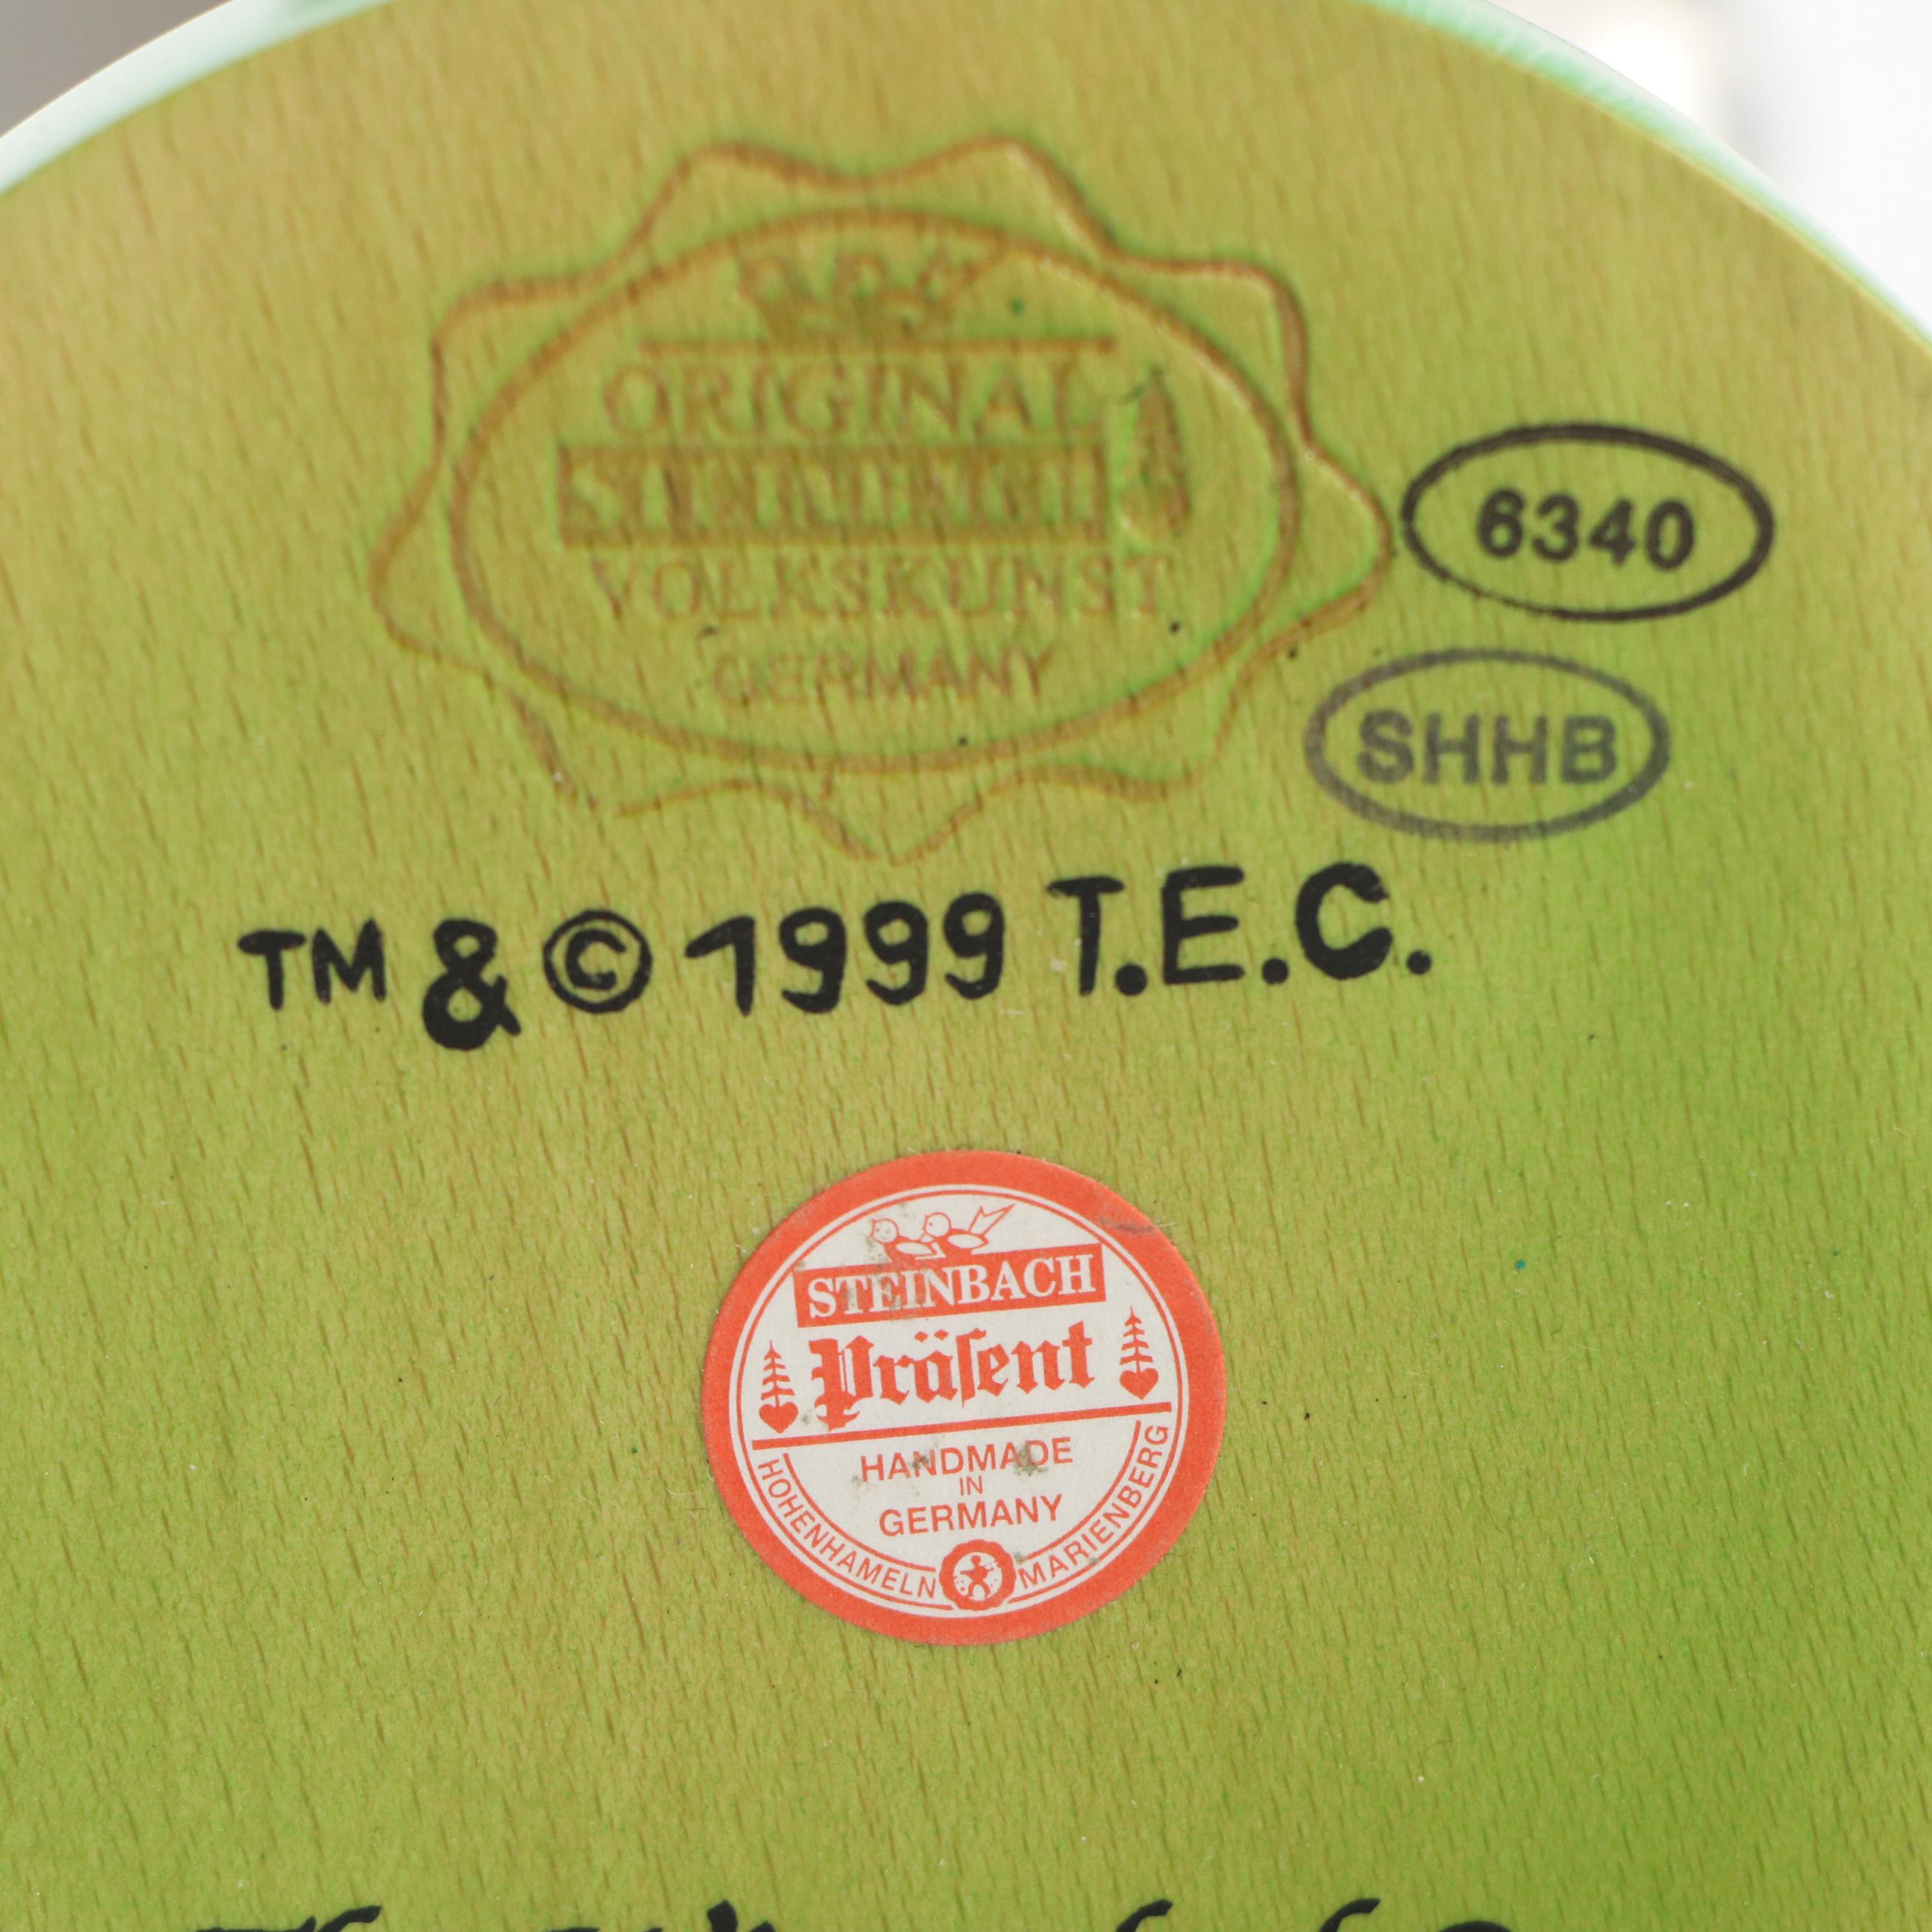 ORIGINAL
STEINBACH
VOLKSKUNST
GERMANY
6340
SHHB
TM & © 1999 T.E.C.
STEINBACH
Präſent
HANDMADE
IN
GERMANY
HOHENHAMELN MARIENBERG